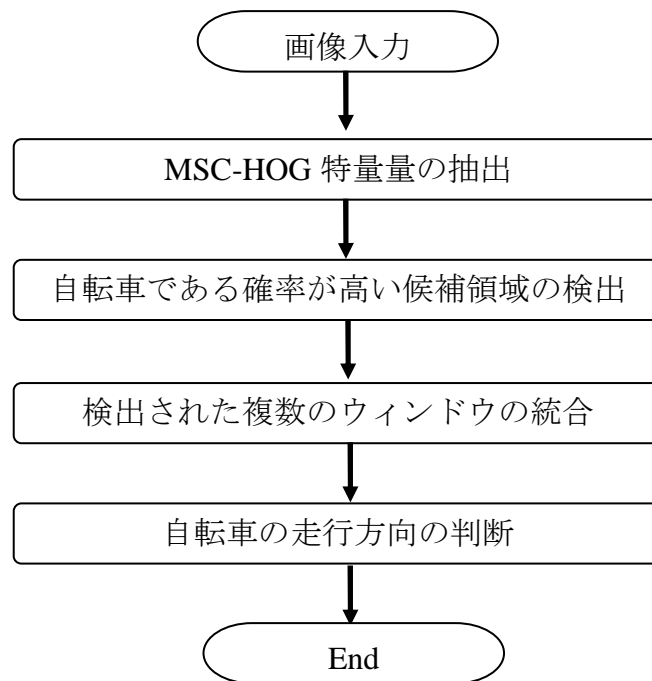 画像入力
MSC-HOG 特量量の抽出
自転車である確率が高い候補領域の検出
検出された複数のウィンドウの統合
自転車の走行方向の判断
End